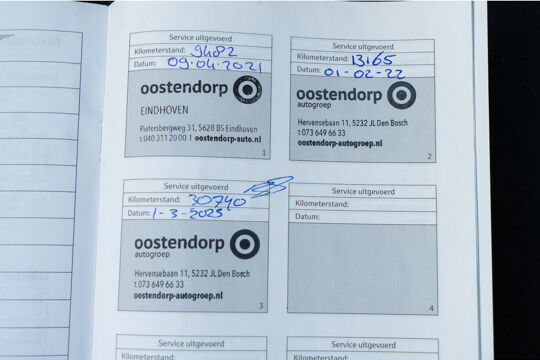 Service uitgevoerd
Kilometerstand: 9482
Datum: 09.04.2021
oostendorp
EINDHOVEN
Pietersbergweg 31, 5628 BS Eindhoven
t.040 311 20 00 I oostendorp-auto.nl
1
Service uitgevoerd
Kilometerstand: 13165
Datum: 01-02-22
oostendorp
autogroep
Hervensebaan 11, 5232 JL Den Bosch
t.073 649 66 33
oostendorp-autogroep.nl
2
Service uitgevoerd
Kilometerstand: 30740
Datum: 1-3-2023
oostendorp
autogroep
Hervensebaan 11, 5232 JL Den Bosch
t.073 649 66 33
oostendorp-autogroep.nl
3
Service uitgevoerd
Kilometerstand:
Datum:
4
Service uitgevoerd
Kilometerstand:
Service uitgevoerd
Kilometerstand: